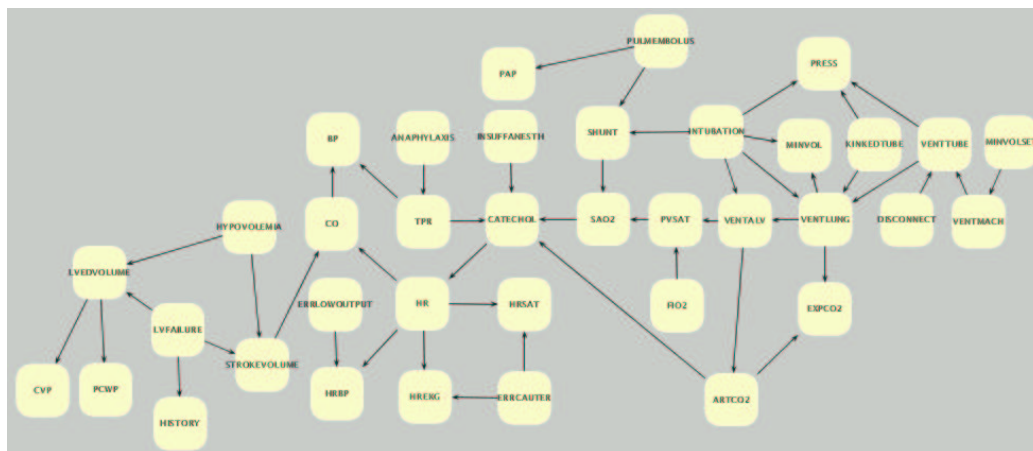 PULMEMBOLUS
PAP
PRESS
BP
ANAPHYLAXIS
INSUFFANESTH
SHUNT
INTUBATION
MINVOL
KINKEDTUBE
VENTTUBE
MINVOLSET
HYPOVOLEMIA
CO
TPR
CATECHOL
SAO2
PVSAT
VENTALV
VENTLUNG
DISCONNECT
VENTMACH
LVEDVOLUME
LVFAILURE
ERRLOWOUTPUT
HR
HRSAT
FIO2
EXPCO2
STROKEVOLUME
CVP
PCWP
HISTORY
HRBP
HREKG
ERRCAUTER
ARTCO2